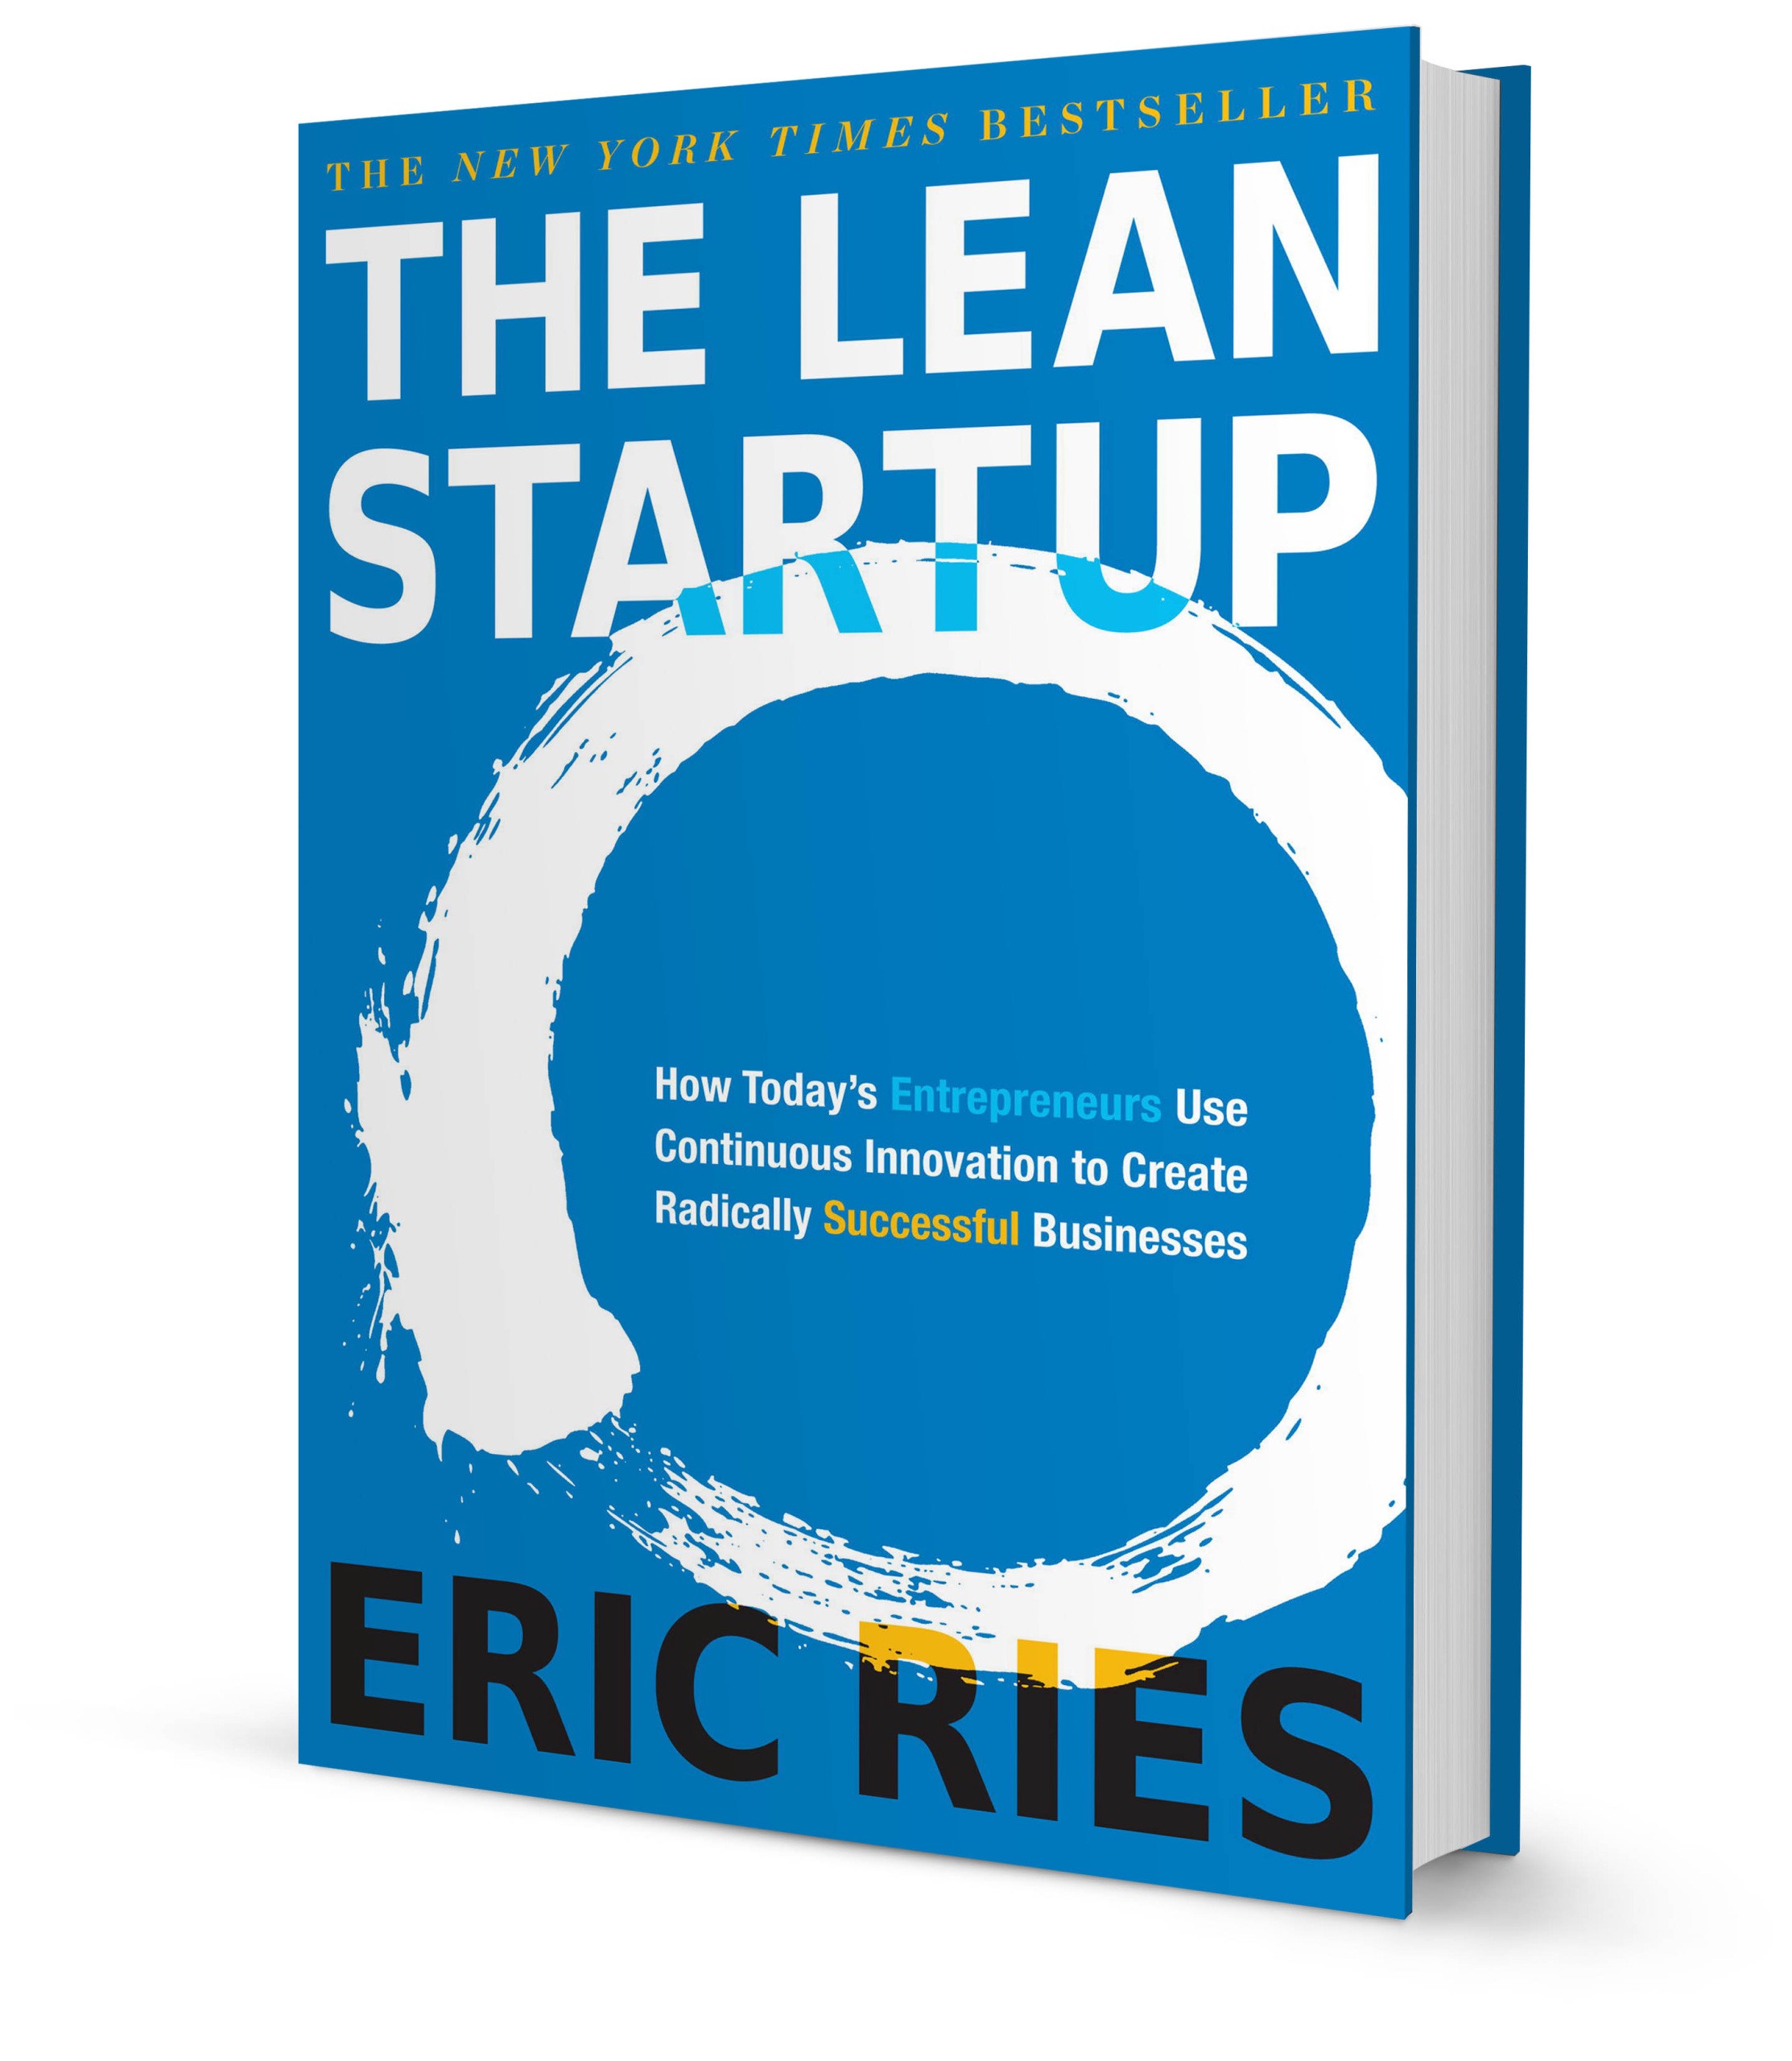 THE NEW YORK TIMES BESTSELLER
THE LEAN
STARTUP
How Today's Entrepreneurs Use
Continuous Innovation to Create
Radically Successful Businesses
ERIC RIES